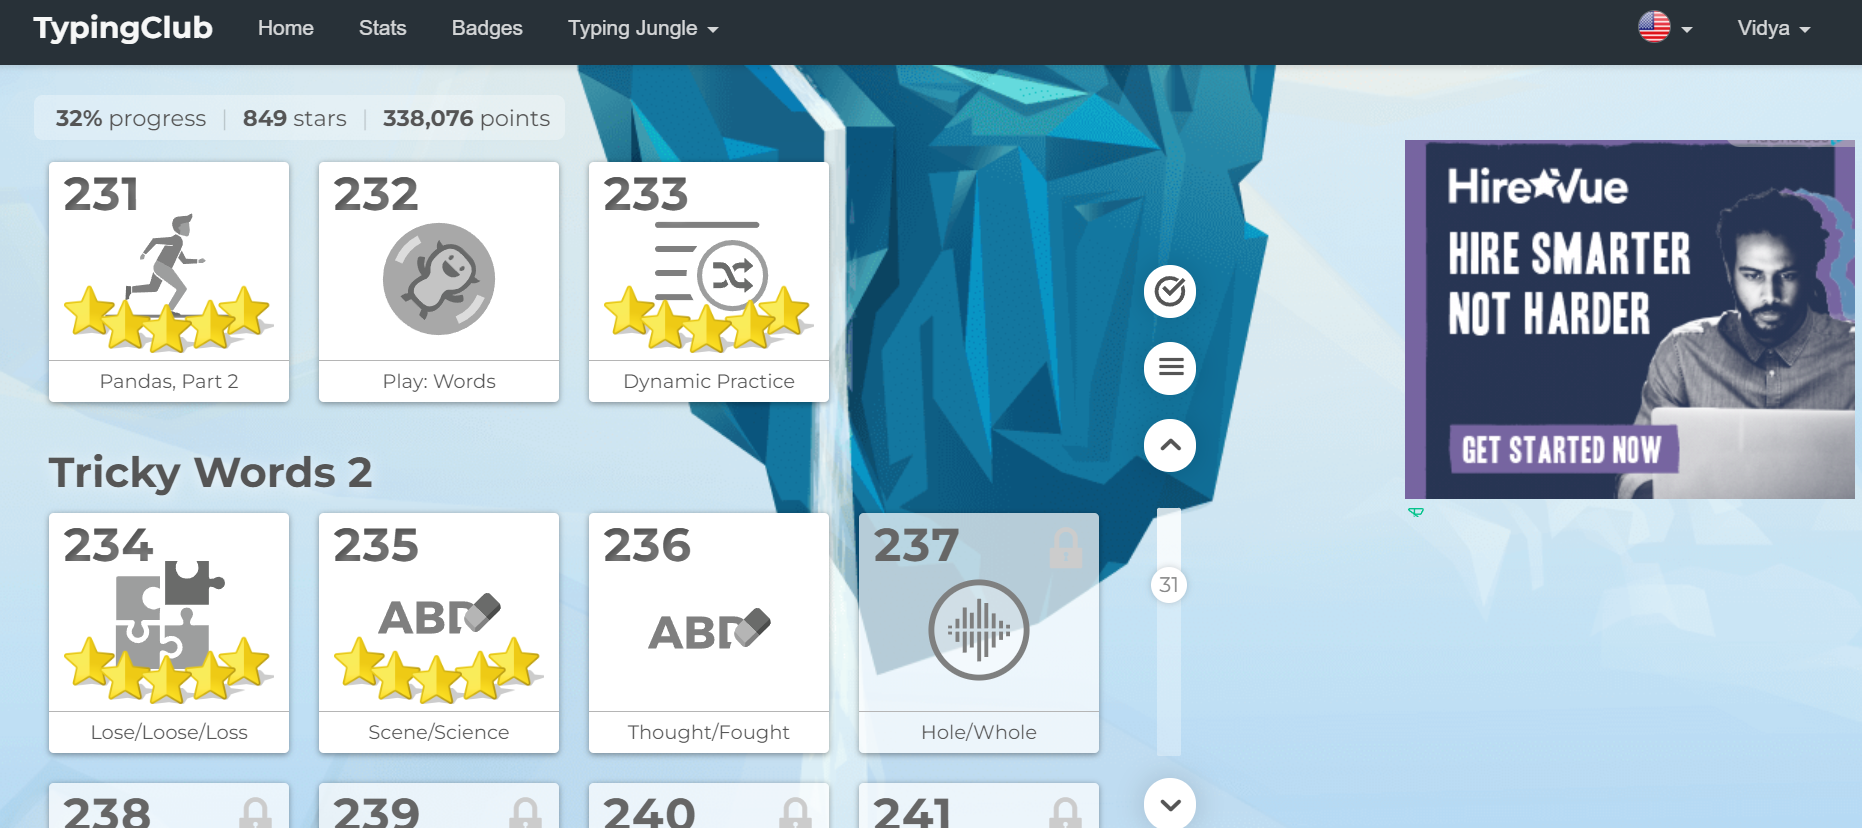 TypingClub Home Stats Badges Typing Jungle Vidya
32% progress | 849 stars | 338,076 points
231 232 233
Pandas, Part 2 Play: Words Dynamic Practice
HireVue
HIRE SMARTER
NOT HARDER
GET STARTED NOW
Tricky Words 2
234 235 236 237
ABD ABD
31
Lose/Loose/Loss Scene/Science Thought/Fought Hole/Whole
238 239 240 241